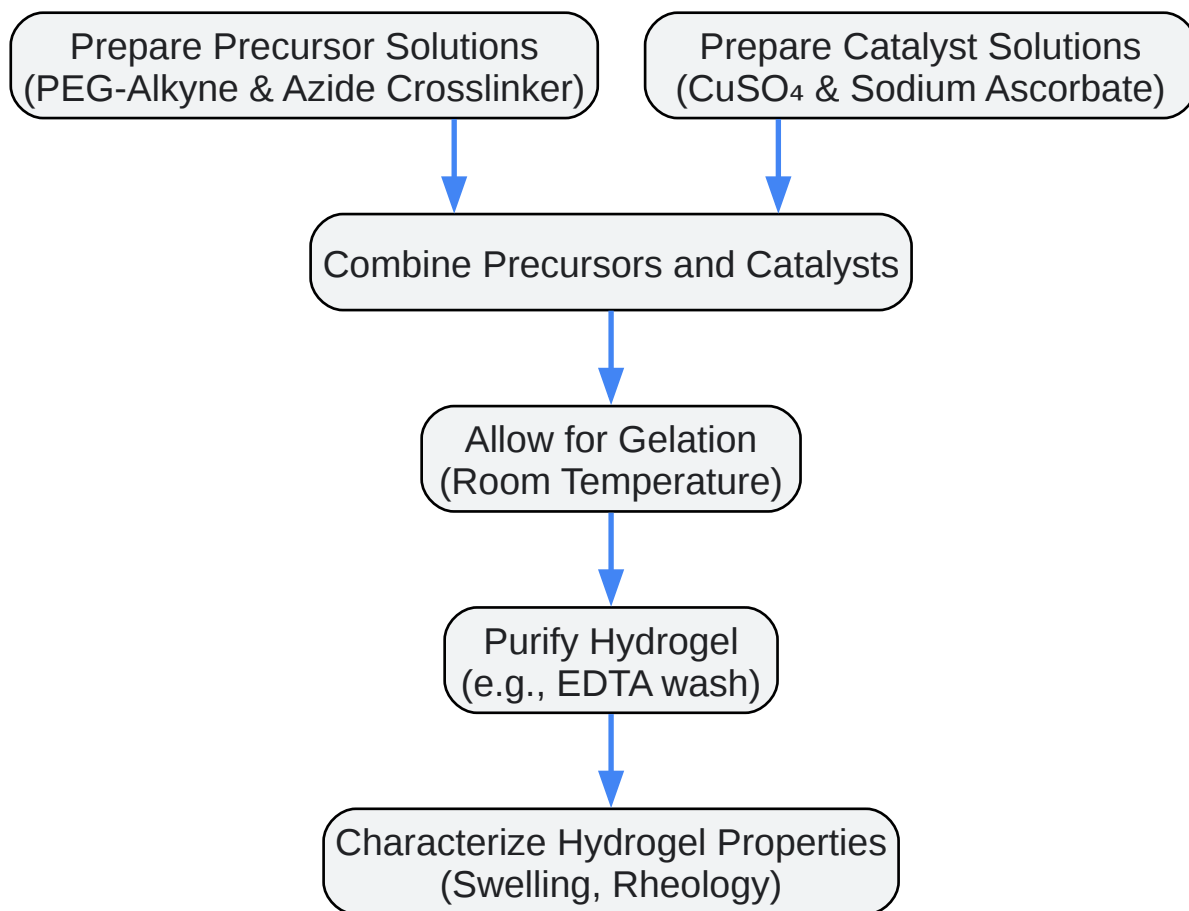 Prepare Precursor Solutions
(PEG-Alkyne & Azide Crosslinker)
Prepare Catalyst Solutions
(CuSO₄ & Sodium Ascorbate)
Combine Precursors and Catalysts
Allow for Gelation
(Room Temperature)
Purify Hydrogel
(e.g., EDTA wash)
Characterize Hydrogel Properties
(Swelling, Rheology)